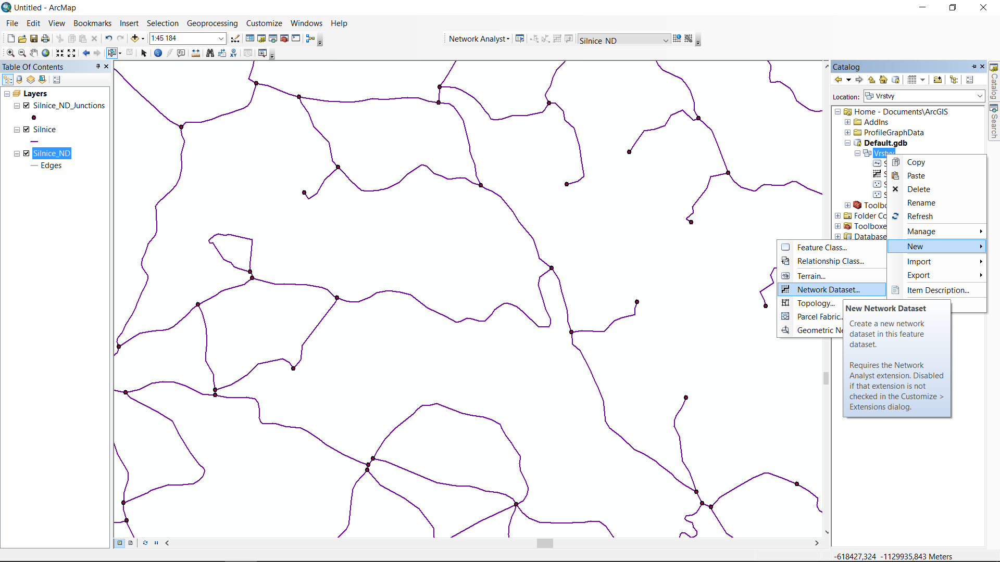 Untitled - ArcMap
File Edit View Bookmarks Insert Selection Geoprocessing Customize Windows Help
1:45 184
Network Analyst
Silnice_ND
Table Of Contents
Layers
Silnice_ND_Junctions
Silnice
Silnice_ND
Edges
Catalog
Location: Vrstvy
Home - Documents\ArcGIS
AddIns
ProfileGraphData
Default.gdb
Vrstvy
S
S
S
S
Toolbo
Folder Co
Toolboxe
Database
Copy
Paste
Delete
Rename
Refresh
Manage
New
Import
Export
Item Description...
Feature Class...
Relationship Class...
Terrain...
Network Dataset...
Topology...
Parcel Fabric..
Geometric Ne
New Network Dataset
Create a new network
dataset in this feature
dataset.
Requires the Network
Analyst extension. Disabled
if that extension is not
checked in the Customize >
Extensions dialog.
Catalog
Search
-618427,324 -1129935,843 Meters